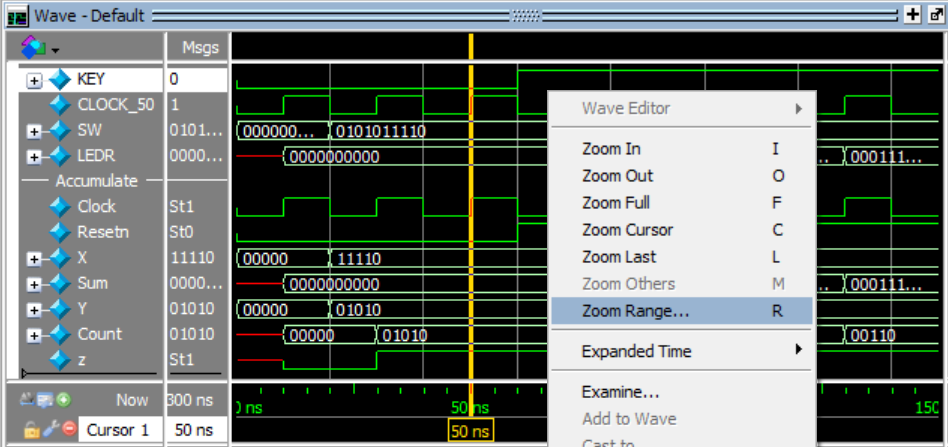 Wave - Default
Msgs
KEY 0
CLOCK_50 1
SW 0101... 000000... 0101011110
LEDR 0000... 0000000000 .. 000111...
Accumulate
Clock St1
Resetn St0
X 11110 00000 11110
Sum 0000... 0000000000 .. 000111...
Y 01010 00000 01010
Count 01010 00000 01010 00110
z St1
Now 300 ns ns 50 ns 150
Cursor 1 50 ns 50 ns
Wave Editor
Zoom In I
Zoom Out O
Zoom Full F
Zoom Cursor C
Zoom Last L
Zoom Others M
Zoom Range... R
Expanded Time
Examine...
Add to Wave
Cast to